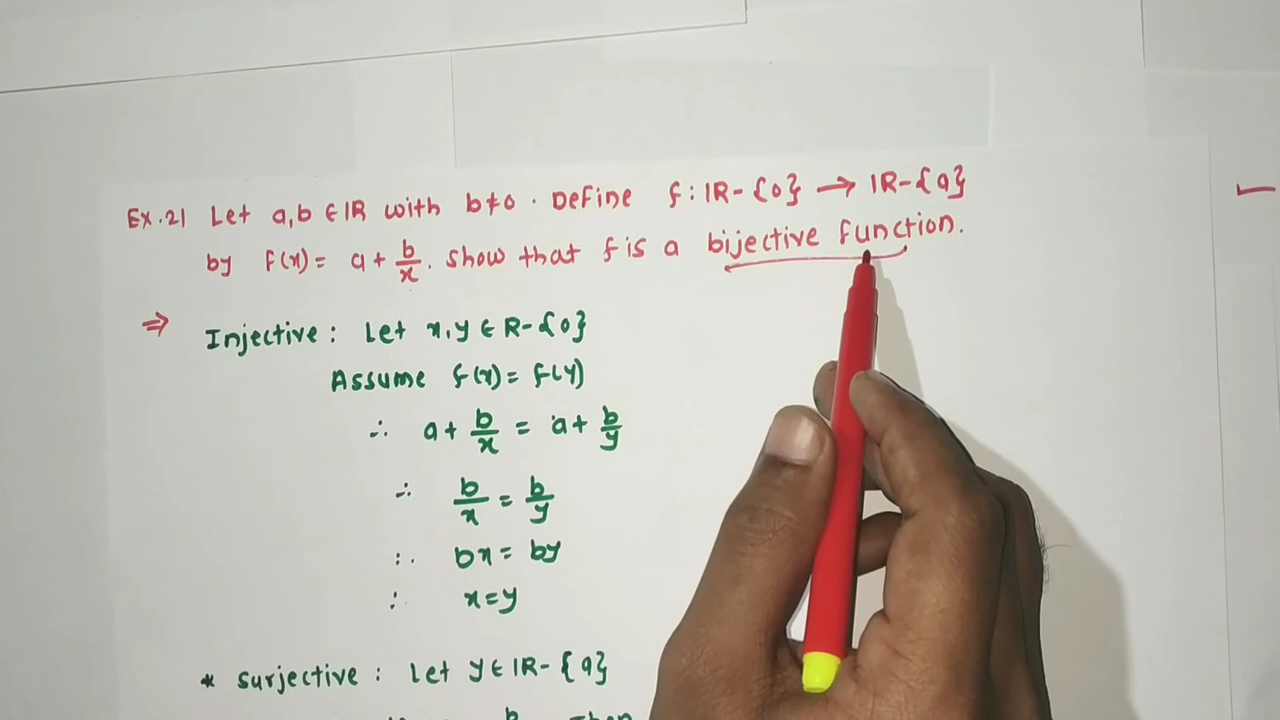 Ex.21 Let a,b ∈ IR with b≠0. Define f: IR-{0} → IR-{a}
by f(x)= a+ b/x. show that f is a bijective function.
⇒ Injective: Let x,y ∈ R-{0}
Assume f(x)= f(y)
∴ a+ b/x = a+ b/y
∴ b/x = b/y
∴ bx= by
∴ x=y
* surjective: Let y∈ IR-{a}
b then